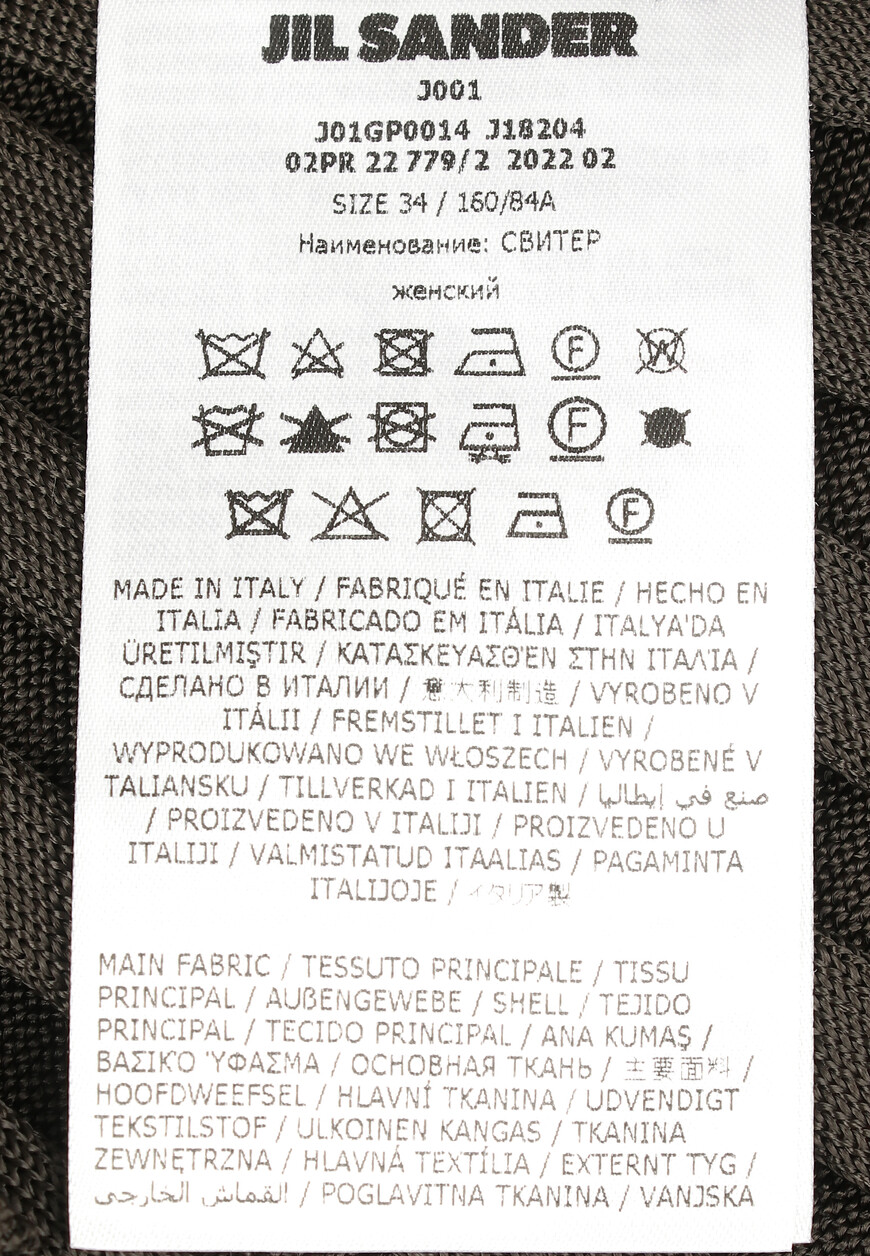 JIL SANDER
J001
J01GP0014 J18204
02PR 22 779/2 2022 02
SIZE 34 / 160/84A
Наименование: СВИТЕР
женский
F W
F
F
MADE IN ITALY / FABRIQUÉ EN ITALIE / HECHO EN
ITALIA / FABRICADO EM ITÁLIA / ITALYA'DA
ÜRETILMIŞTIR / ΚΑΤΑΣΚΕΥΑΣΘ'ΕΝ ΣΤΗΝ ΙΤΑΛΊΑ /
СДЕЛАНО В ИТАЛИИ / 意大利制造 / VYROBENO V
ITÁLII / FREMSTILLET I ITALIEN /
WYPRODUKOWANO WE WŁOSZECH / VYROBENÉ V
TALIANSKU / TILLVERKAD I ITALIEN / صنع في إيطاليا
/ PROIZVEDENO V ITALIJI / PROIZVEDENO U
ITALIJI / VALMISTATUD ITAALIAS / PAGAMINTA
ITALIJOJE / イタリア製
MAIN FABRIC / TESSUTO PRINCIPALE / TISSU
PRINCIPAL / AUßENGEWEBE / SHELL / TEJIDO
PRINCIPAL / TECIDO PRINCIPAL / ANA KUMAŞ /
ΒΑΣΙΚ'Ο 'ΥΦΑΣΜΑ / ОСНОВНАЯ ТКАНЬ / 主要面料 /
HOOFDWEEFSEL / HLAVNÍ TKANINA / UDVENDIGT
TEKSTILSTOF / ULKOINEN KANGAS / TKANINA
ZEWNĘTRZNA / HLAVNÁ TEXTÍLIA / EXTERNT TYG /
القماش الخارجى / POGLAVITNA TKANINA / VANJSKA